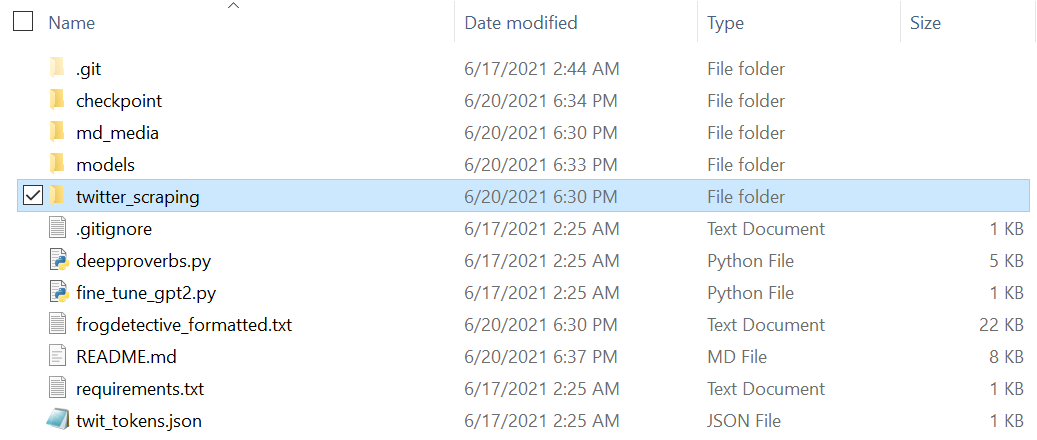 Name Date modified Type Size
.git 6/17/2021 2:44 AM File folder
checkpoint 6/20/2021 6:34 PM File folder
md_media 6/20/2021 6:30 PM File folder
models 6/20/2021 6:33 PM File folder
twitter_scraping 6/20/2021 6:30 PM File folder
.gitignore 6/17/2021 2:25 AM Text Document 1 KB
deepproverbs.py 6/17/2021 2:25 AM Python File 5 KB
fine_tune_gpt2.py 6/17/2021 2:25 AM Python File 1 KB
frogdetective_formatted.txt 6/20/2021 6:30 PM Text Document 22 KB
README.md 6/20/2021 6:37 PM MD File 8 KB
requirements.txt 6/17/2021 2:25 AM Text Document 1 KB
twit_tokens.json 6/17/2021 2:25 AM JSON File 1 KB